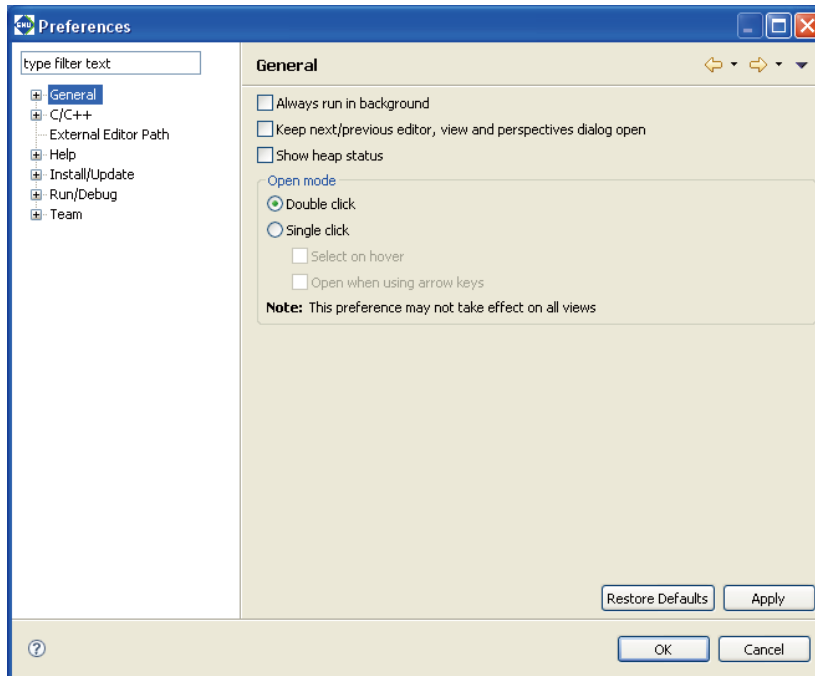 Preferences
type filter text
General
C/C++
External Editor Path
Help
Install/Update
Run/Debug
Team
General
Always run in background
Keep next/previous editor, view and perspectives dialog open
Show heap status
Open mode
Double click
Single click
Select on hover
Open when using arrow keys
Note: This preference may not take effect on all views
Restore Defaults
Apply
OK
Cancel